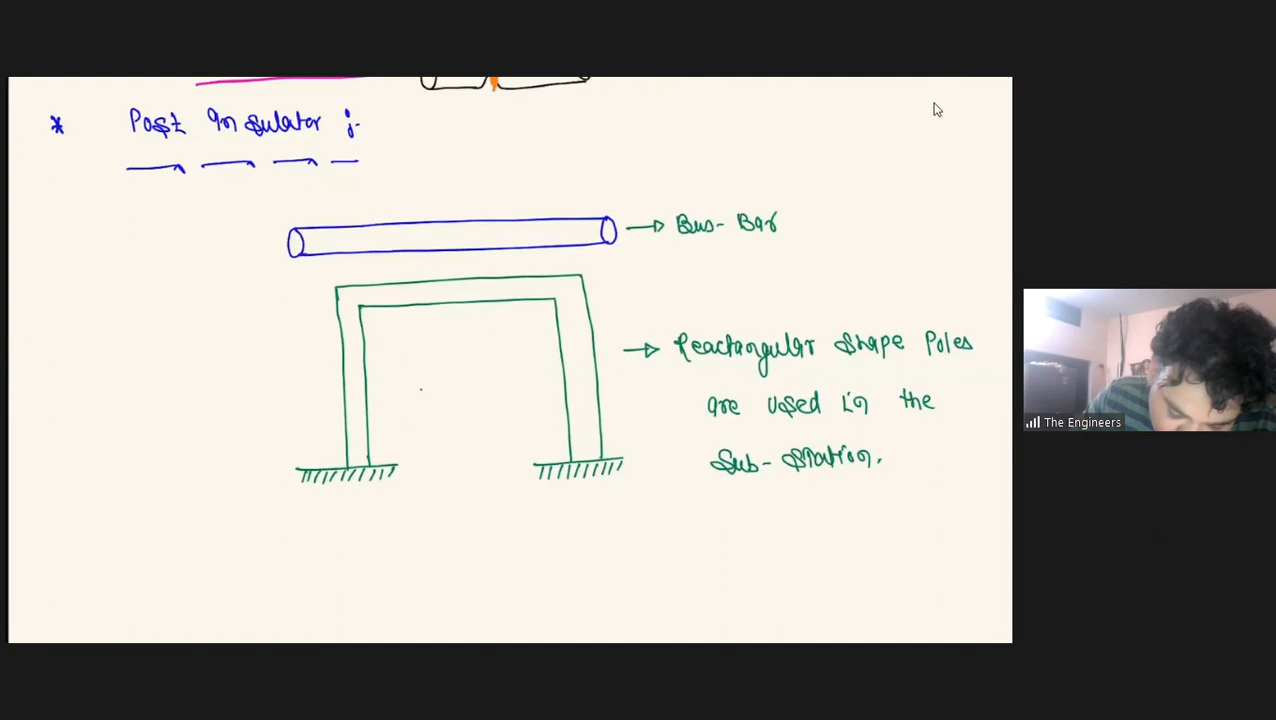 * Post Insulator :-
→ Bus-Bar
→ Reactangular Shape Poles
are used in the
Sub-Station.
The Engineers